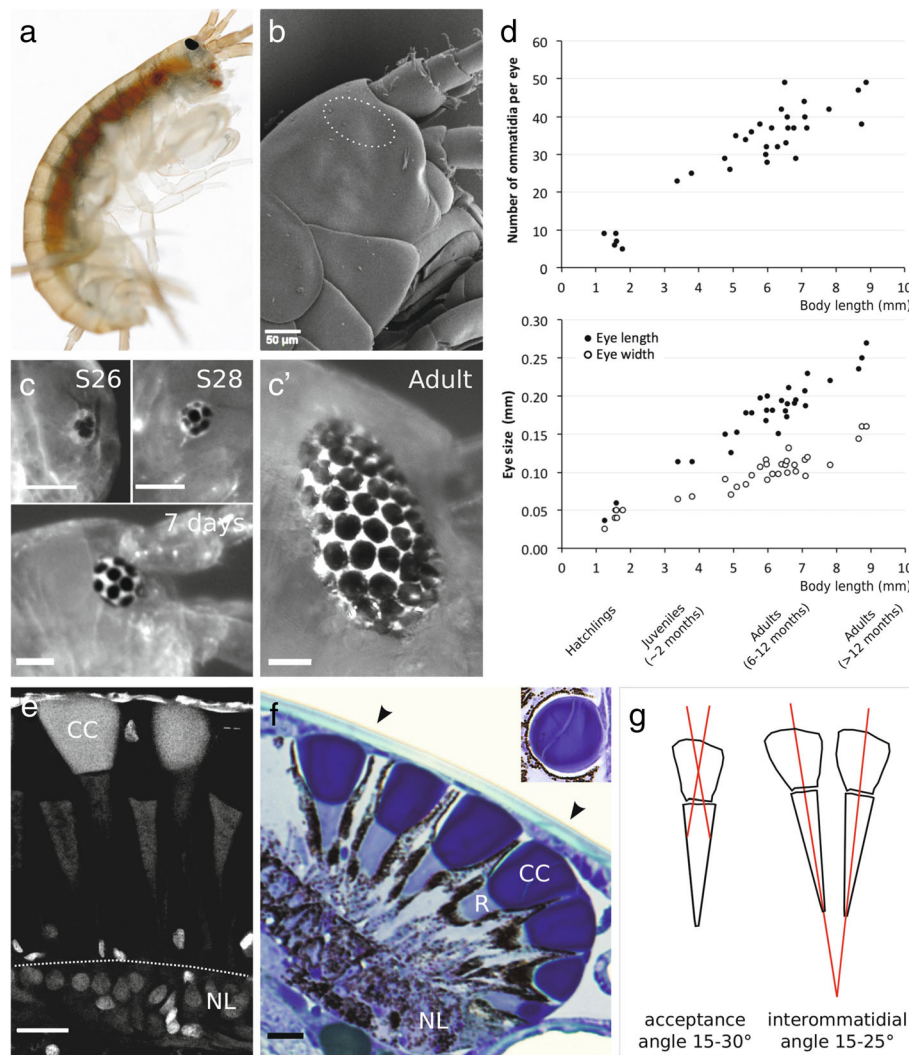 a
b
50 µm
c
S26
S28
7 days
c'
Adult
d
Number of ommatidia per eye
60
50
40
30
20
10
0
0 1 2 3 4 5 6 7 8 9 10
Body length (mm)
Eye size (mm)
0.30
0.25
0.20
0.15
0.10
0.05
0.00
Eye length
Eye width
0 1 2 3 4 5 6 7 8 9 10
Body length (mm)
Hatchlings
Juveniles
(~2 months)
Adults
(6-12 months)
Adults
(>12 months)
e
CC
NL
f
CC
R
NL
g
acceptance
angle 15-30°
interommatidial
angle 15-25°